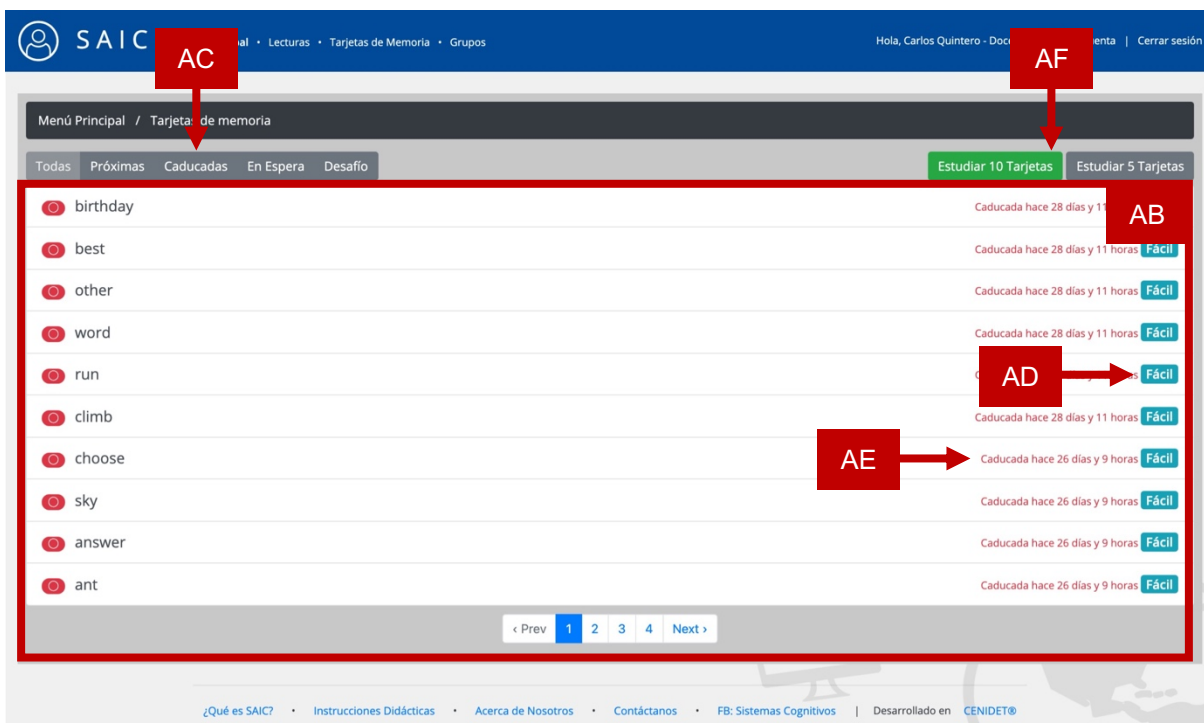 SAIC • Lecturas • Tarjetas de Memoria • Grupos Hola, Carlos Quintero - | Cerrar sesión
AC AF
Menú Principal / Tarjetas de memoria
Todas Próximas Caducadas En Espera Desafío Estudiar 10 Tarjetas Estudiar 5 Tarjetas
birthday Caducada hace 28 días y AB
best Caducada hace 28 días y 11 horas Fácil
other Caducada hace 28 días y 11 horas Fácil
word Caducada hace 28 días y 11 horas Fácil
run AD Fácil
climb Caducada hace 28 días y 11 horas Fácil
choose AE Caducada hace 26 días y 9 horas Fácil
sky Caducada hace 26 días y 9 horas Fácil
answer Caducada hace 26 días y 9 horas Fácil
ant Caducada hace 26 días y 9 horas Fácil
‹ Prev 1 2 3 4 Next ›
¿Qué es SAIC? • Instrucciones Didácticas • Acerca de Nosotros • Contáctanos • FB: Sistemas Cognitivos | Desarrollado en CENIDET®